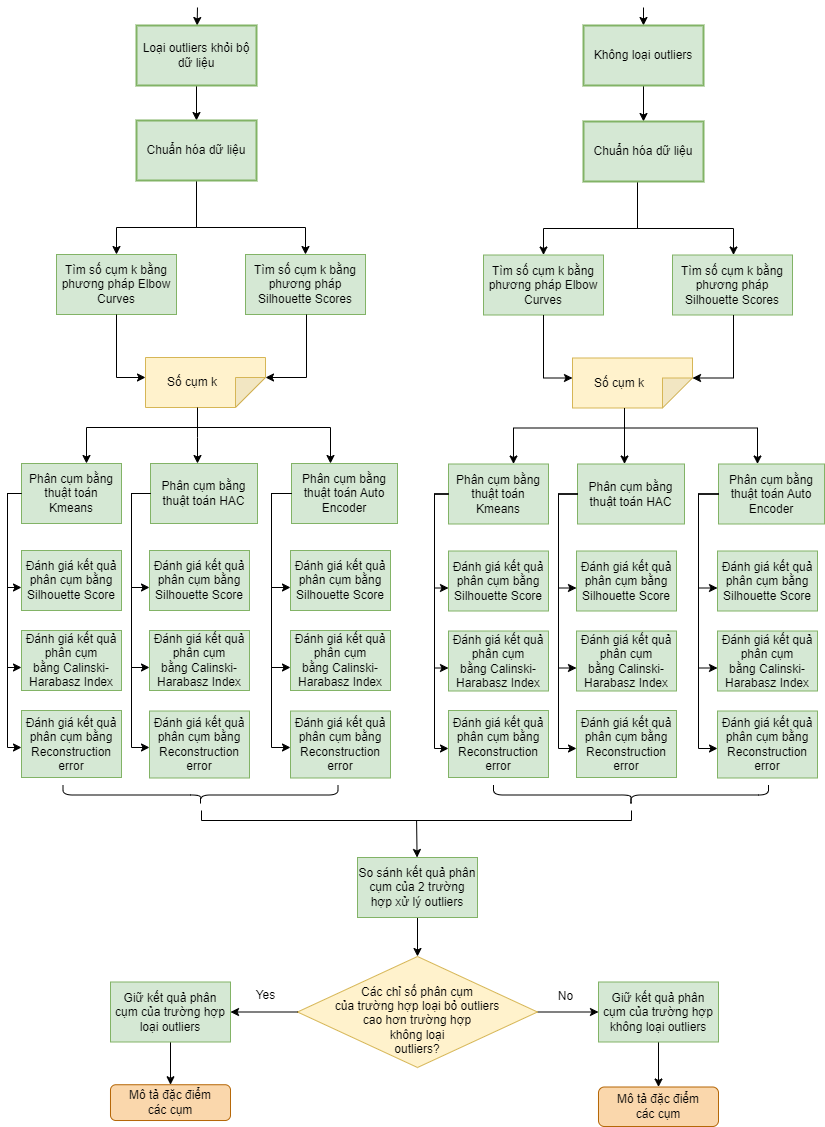 Loại outliers khỏi bộ
dữ liệu
Không loại outliers
Chuẩn hóa dữ liệu
Chuẩn hóa dữ liệu
Tìm số cụm k bằng
phương pháp Elbow
Curves
Tìm số cụm k bằng
phương pháp
Silhouette Scores
Tìm số cụm k bằng
phương pháp Elbow
Curves
Tìm số cụm k bằng
phương pháp
Silhouette Scores
Số cụm k
Số cụm k
Phân cụm bằng
thuật toán
Kmeans
Phân cụm bằng
thuật toán HAC
Phân cụm bằng
thuật toán Auto
Encoder
Phân cụm bằng
thuật toán
Kmeans
Phân cụm bằng
thuật toán HAC
Phân cụm bằng
thuật toán Auto
Encoder
Đánh giá kết quả
phân cụm bằng
Silhouette Score
Đánh giá kết quả
phân cụm bằng
Silhouette Score
Đánh giá kết quả
phân cụm bằng
Silhouette Score
Đánh giá kết quả
phân cụm bằng
Silhouette Score
Đánh giá kết quả
phân cụm bằng
Silhouette Score
Đánh giá kết quả
phân cụm bằng
Silhouette Score
Đánh giá kết quả
phân cụm
bằng Calinski-
Harabasz Index
Đánh giá kết quả
phân cụm
bằng Calinski-
Harabasz Index
Đánh giá kết quả
phân cụm
bằng Calinski-
Harabasz Index
Đánh giá kết quả
phân cụm
bằng Calinski-
Harabasz Index
Đánh giá kết quả
phân cụm
bằng Calinski-
Harabasz Index
Đánh giá kết quả
phân cụm
bằng Calinski-
Harabasz Index
Đánh giá kết quả
phân cụm bằng
Reconstruction
error
Đánh giá kết quả
phân cụm bằng
Reconstruction
error
Đánh giá kết quả
phân cụm bằng
Reconstruction
error
Đánh giá kết quả
phân cụm bằng
Reconstruction
error
Đánh giá kết quả
phân cụm bằng
Reconstruction
error
Đánh giá kết quả
phân cụm bằng
Reconstruction
error
So sánh kết quả phân
cụm của 2 trường
hợp xử lý outliers
Các chỉ số phân cụm
của trường hợp loại bỏ outliers
cao hơn trường hợp
không loại
outliers?
Yes
No
Giữ kết quả phân
cụm của trường hợp
loại outliers
Giữ kết quả phân
cụm của trường hợp
không loại outliers
Mô tả đặc điểm
các cụm
Mô tả đặc điểm
các cụm